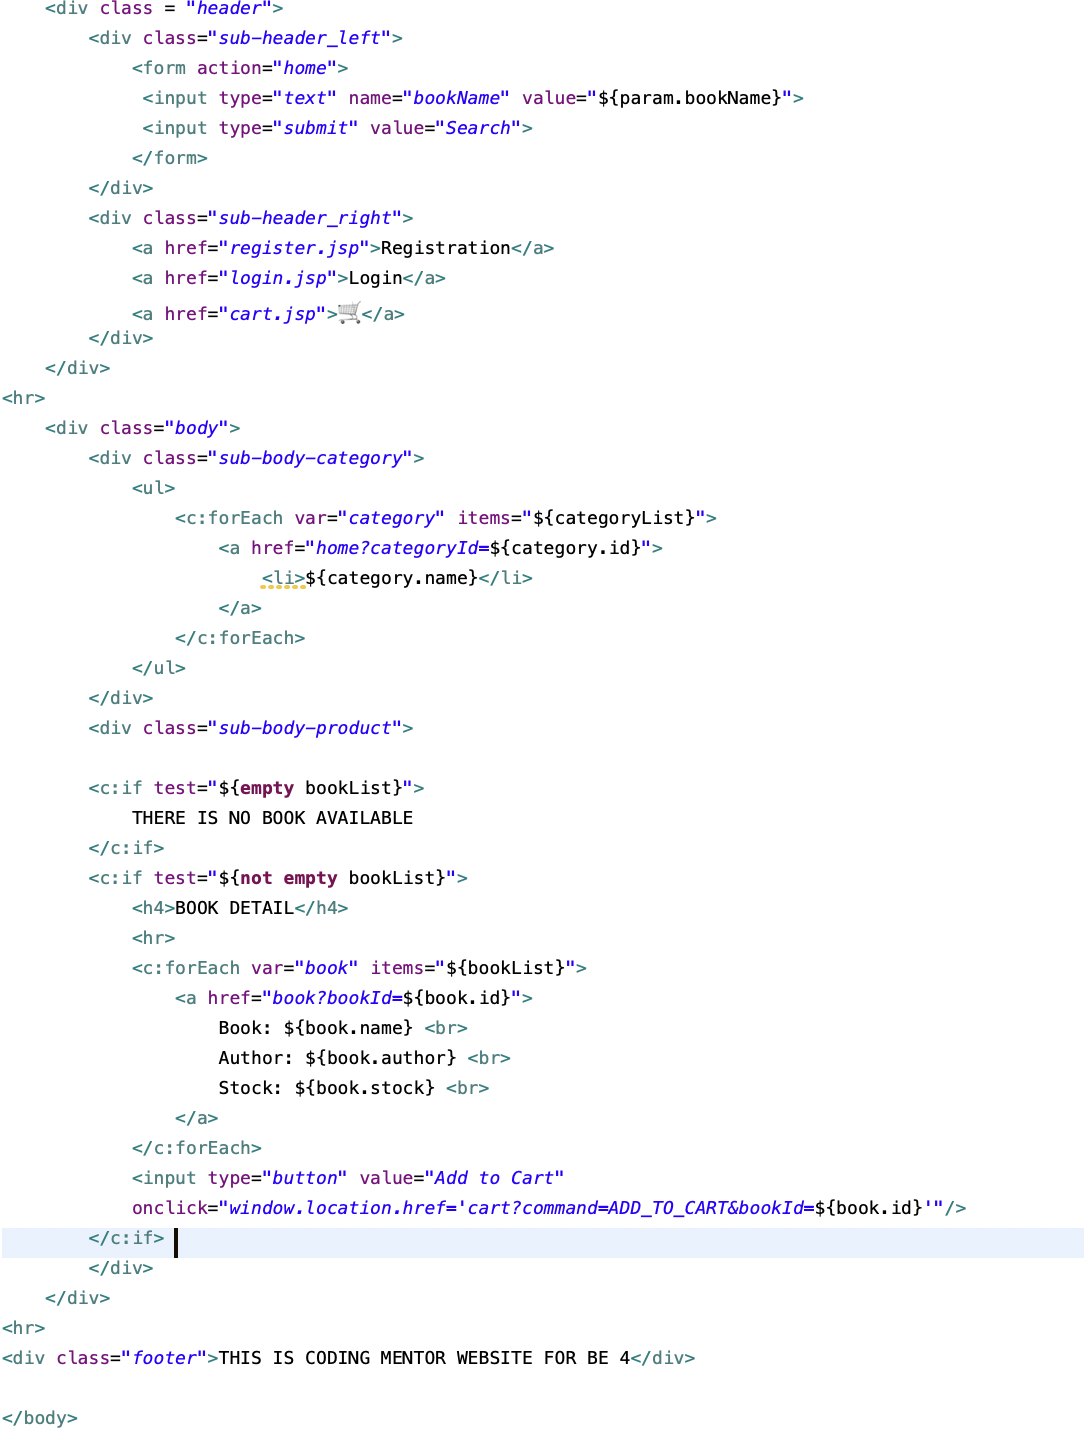 <div class = "header">
<div class="sub-header_left">
<form action="home">
<input type="text" name="bookName" value="${param.bookName}">
<input type="submit" value="Search">
</form>
</div>
<div class="sub-header_right">
<a href="register.jsp">Registration</a>
<a href="login.jsp">Login</a>
<a href="cart.jsp">🛒</a>
</div>
</div>
<hr>
<div class="body">
<div class="sub-body-category">
<ul>
<c:forEach var="category" items="${categoryList}">
<a href="home?categoryId=${category.id}">
<li>${category.name}</li>
</a>
</c:forEach>
</ul>
</div>
<div class="sub-body-product">
<c:if test="${empty bookList}">
THERE IS NO BOOK AVAILABLE
</c:if>
<c:if test="${not empty bookList}">
<h4>BOOK DETAIL</h4>
<hr>
<c:forEach var="book" items="${bookList}">
<a href="book?bookId=${book.id}">
Book: ${book.name} <br>
Author: ${book.author} <br>
Stock: ${book.stock} <br>
</a>
</c:forEach>
<input type="button" value="Add to Cart"
onclick="window.location.href='cart?command=ADD_TO_CART&bookId=${book.id}'"/>
</c:if>
</div>
</div>
<hr>
<div class="footer">THIS IS CODING MENTOR WEBSITE FOR BE 4</div>
</body>